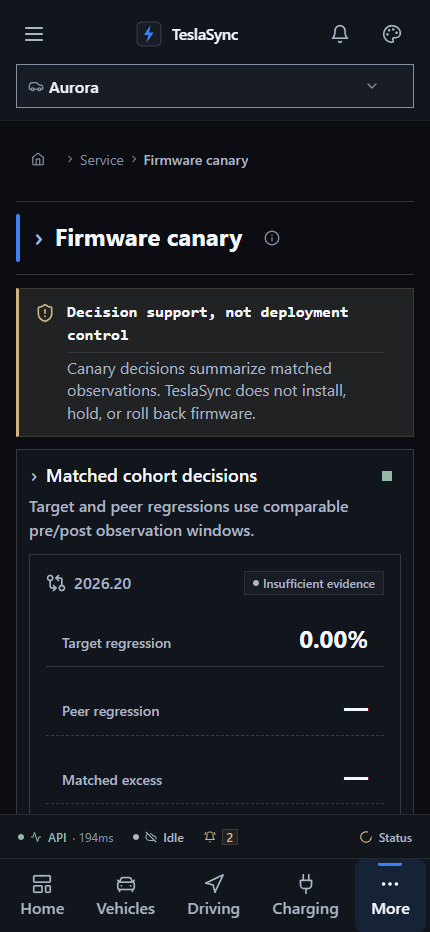 TeslaSync
Aurora
Service
Firmware canary
Firmware canary
Decision support, not deployment
control
Canary decisions summarize matched
observations. TeslaSync does not install,
hold, or roll back firmware.
Matched cohort decisions
Target and peer regressions use comparable
pre/post observation windows.
2026.20
Insufficient evidence
Target regression
0.00%
Peer regression
—
Matched excess
—
API · 194ms
Idle
2
Status
Home
Vehicles
Driving
Charging
More